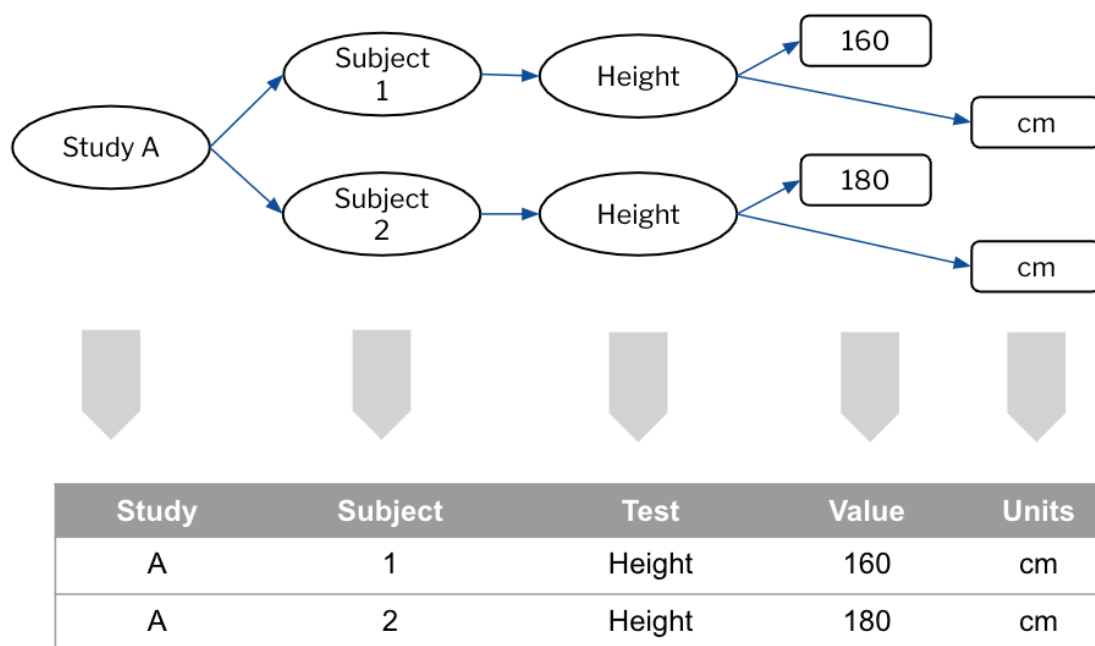 160
Subject
1
Height
cm
Study A
180
Subject
2
Height
cm
Study Subject Test Value Units
A 1 Height 160 cm
A 2 Height 180 cm